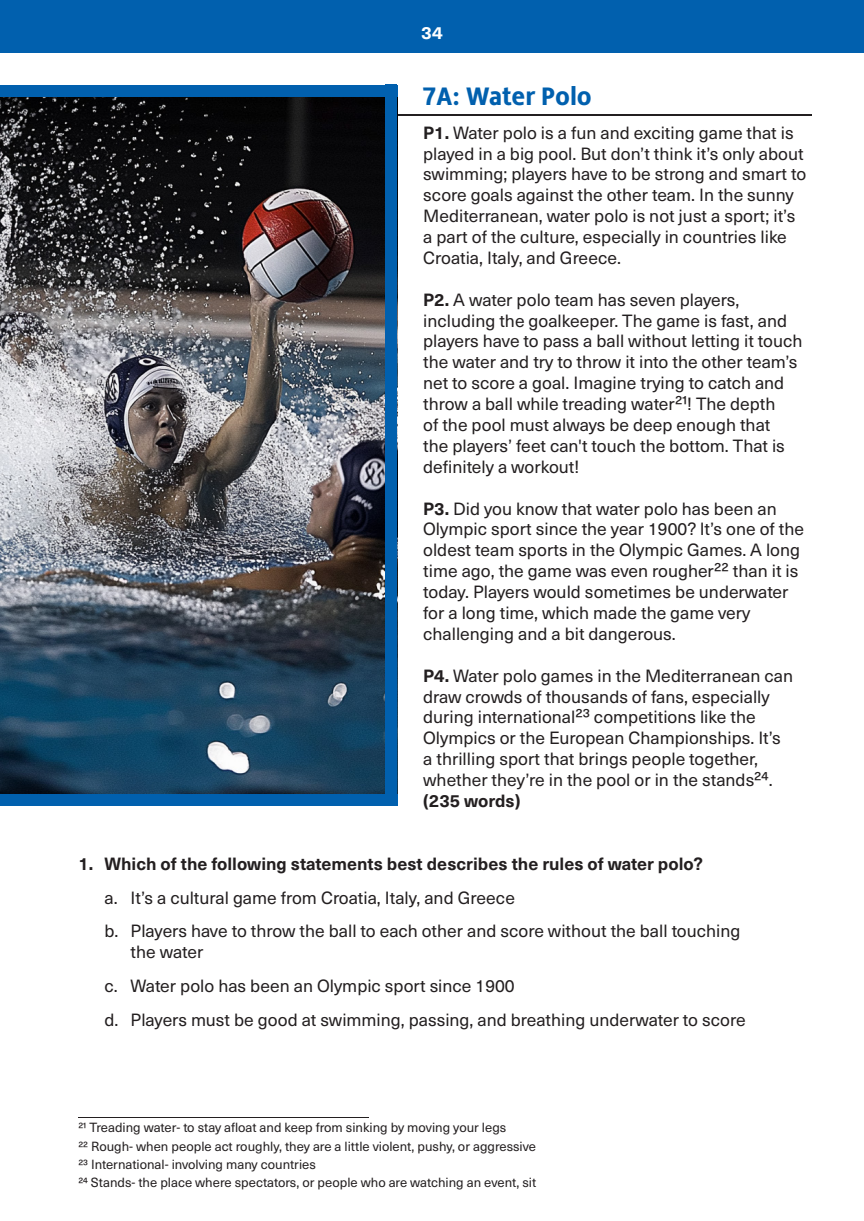 34
7A: Water Polo
P1. Water polo is a fun and exciting game that is
played in a big pool. But don’t think it’s only about
swimming; players have to be strong and smart to
score goals against the other team. In the sunny
Mediterranean, water polo is not just a sport; it’s
a part of the culture, especially in countries like
Croatia, Italy, and Greece.
P2. A water polo team has seven players,
including the goalkeeper. The game is fast, and
players have to pass a ball without letting it touch
the water and try to throw it into the other team’s
net to score a goal. Imagine trying to catch and
throw a ball while treading water²¹! The depth
of the pool must always be deep enough that
the players’ feet can't touch the bottom. That is
definitely a workout!
P3. Did you know that water polo has been an
Olympic sport since the year 1900? It’s one of the
oldest team sports in the Olympic Games. A long
time ago, the game was even rougher²² than it is
today. Players would sometimes be underwater
for a long time, which made the game very
challenging and a bit dangerous.
P4. Water polo games in the Mediterranean can
draw crowds of thousands of fans, especially
during international²³ competitions like the
Olympics or the European Championships. It’s
a thrilling sport that brings people together,
whether they’re in the pool or in the stands²⁴.
(235 words)
1. Which of the following statements best describes the rules of water polo?
a. It’s a cultural game from Croatia, Italy, and Greece
b. Players have to throw the ball to each other and score without the ball touching
the water
c. Water polo has been an Olympic sport since 1900
d. Players must be good at swimming, passing, and breathing underwater to score
²¹ Treading water- to stay afloat and keep from sinking by moving your legs
²² Rough- when people act roughly, they are a little violent, pushy, or aggressive
²³ International- involving many countries
²⁴ Stands- the place where spectators, or people who are watching an event, sit